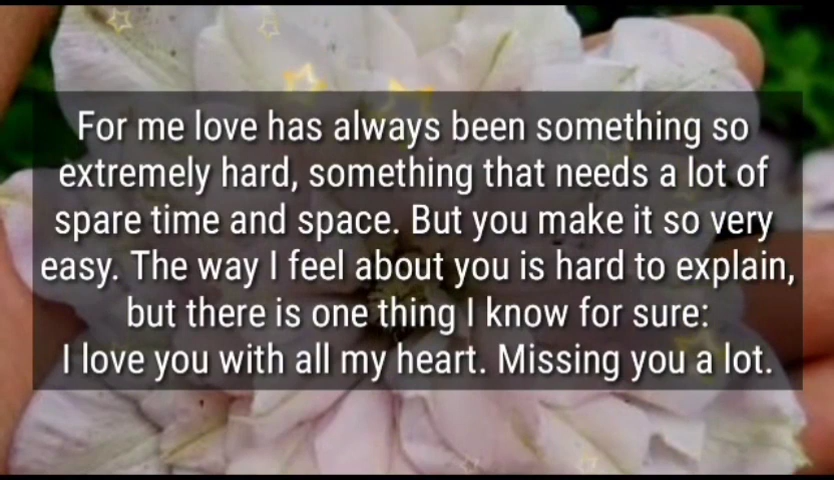 For me love has always been something so
extremely hard, something that needs a lot of
spare time and space. But you make it so very
easy. The way I feel about you is hard to explain,
but there is one thing I know for sure:
I love you with all my heart. Missing you a lot.